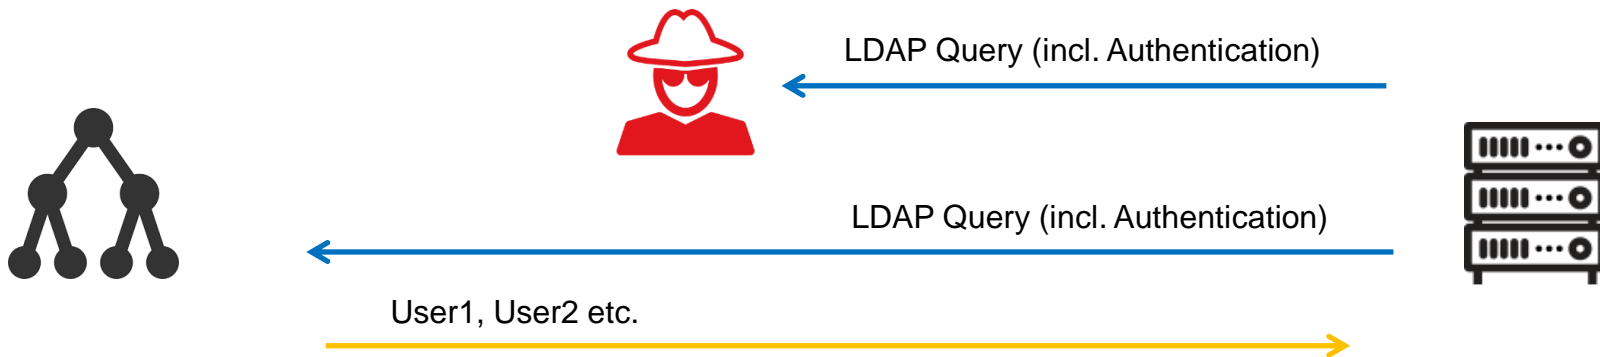 LDAP Query (incl. Authentication)
LDAP Query (incl. Authentication)
User1, User2 etc.